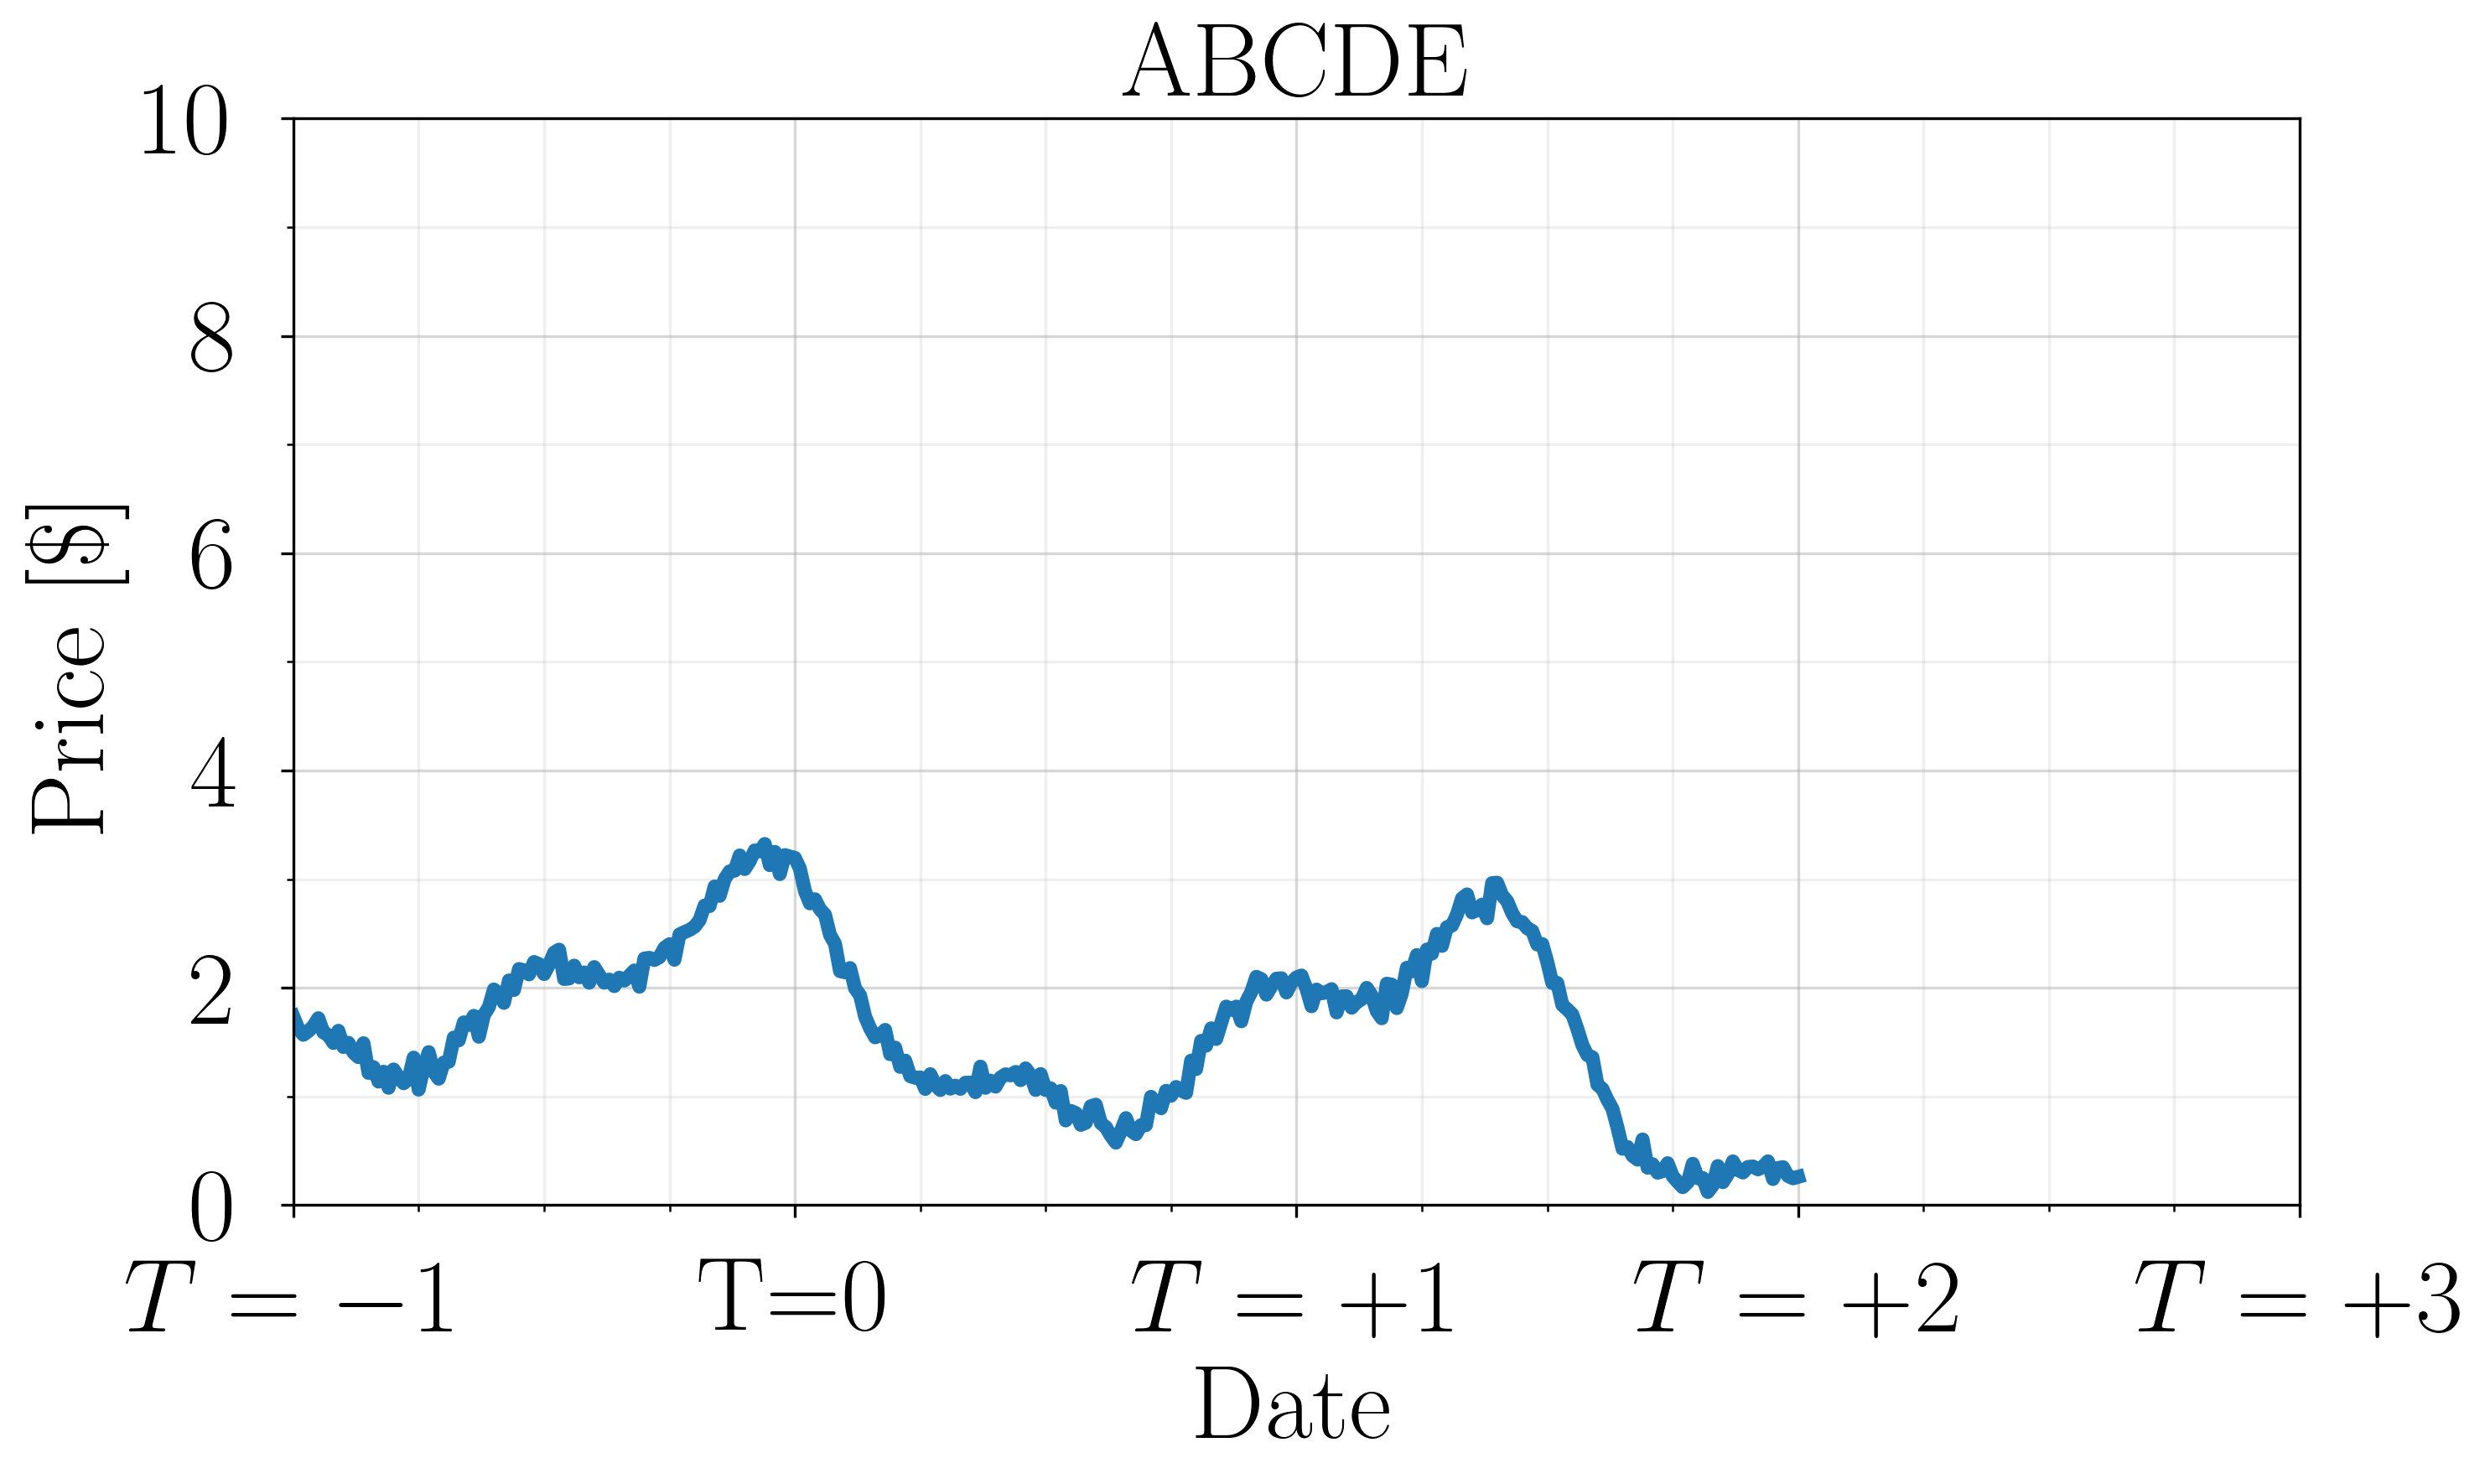 ABCDE
Price [$]
10
8
6
4
2
0
T = −1
T=0
T = +1
T = +2
T = +3
Date